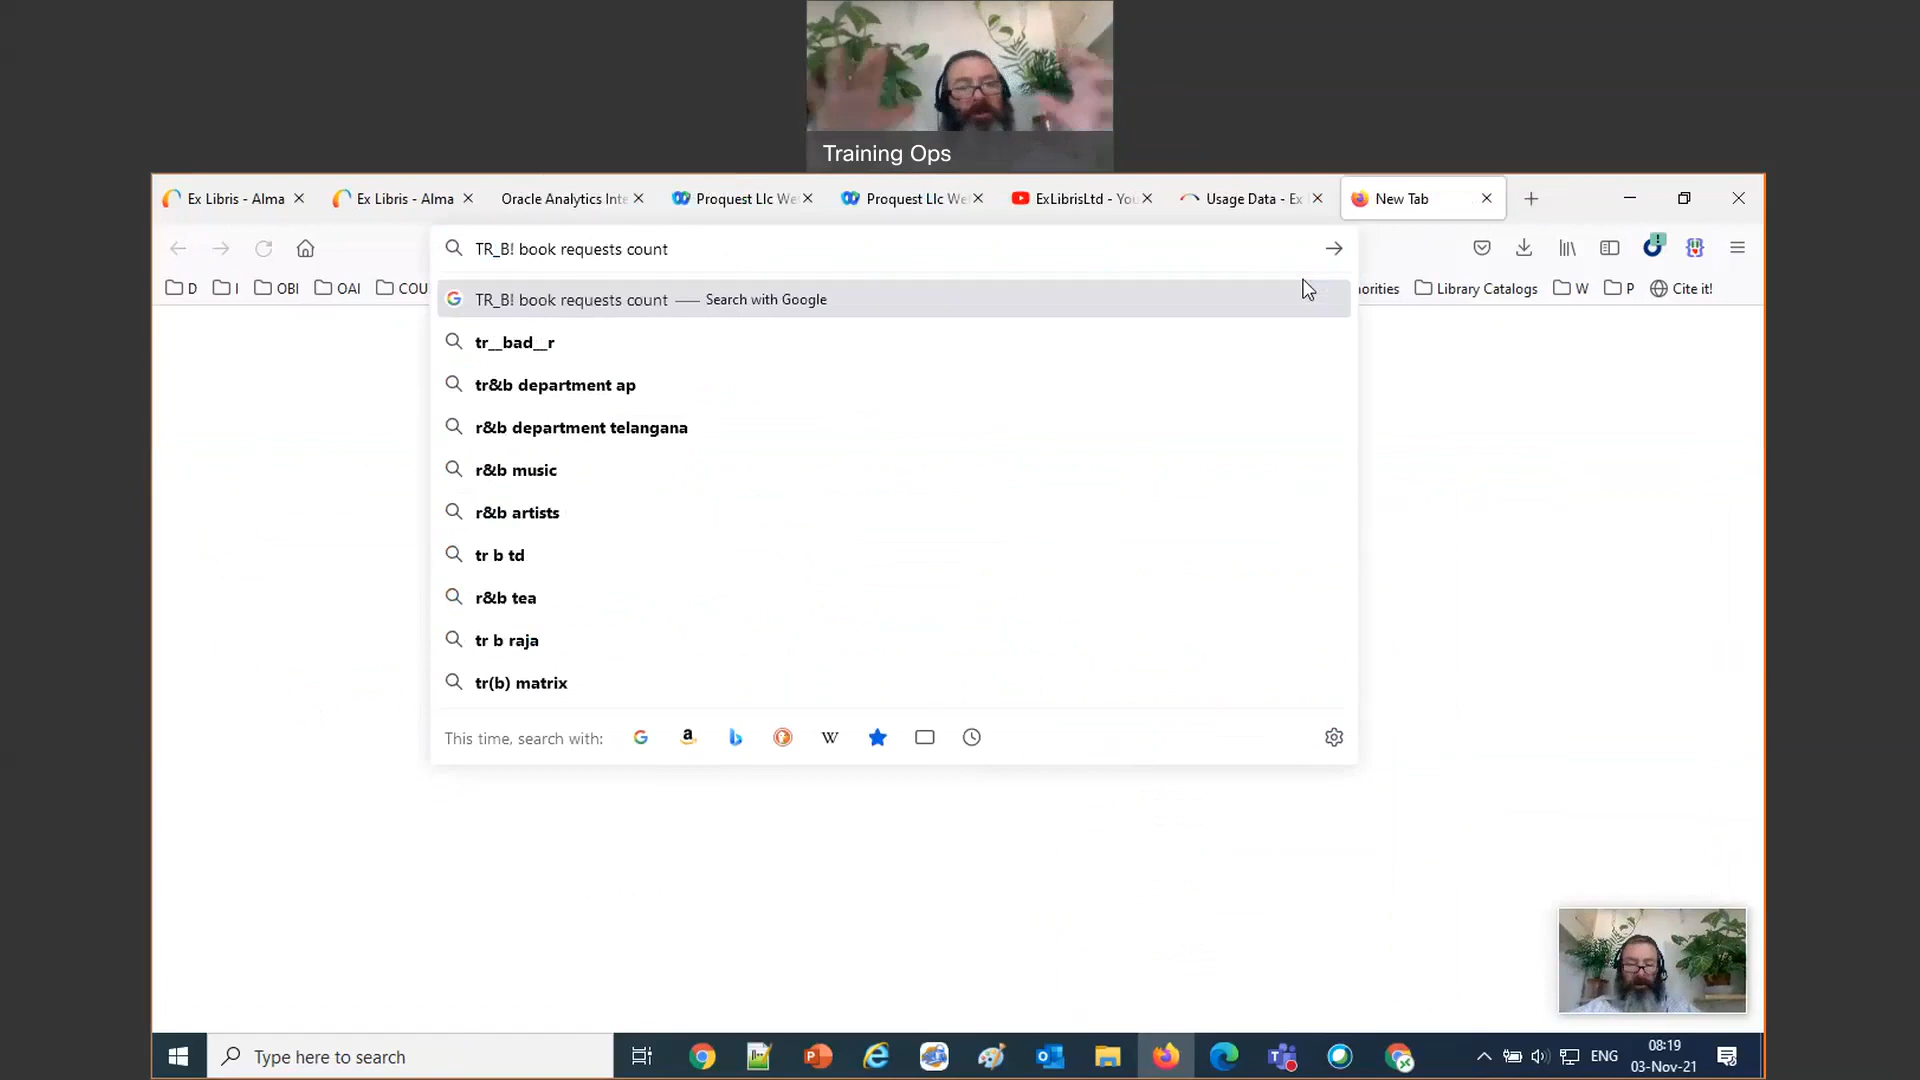 Training Ops
Ex Libris - Alma
Ex Libris - Alma
Oracle Analytics Inte
Proquest Llc We
Proquest Llc We
ExLibrisLtd - You
Usage Data - Ex
New Tab
TR_B! book requests count
D
I
OBI
OAI
COU
orities
Library Catalogs
W
P
Cite it!
TR_B! book requests count — Search with Google
tr__bad__r
tr&b department ap
r&b department telangana
r&b music
r&b artists
tr b td
r&b tea
tr b raja
tr(b) matrix
This time, search with:
Type here to search
ENG
08:19
03-Nov-21